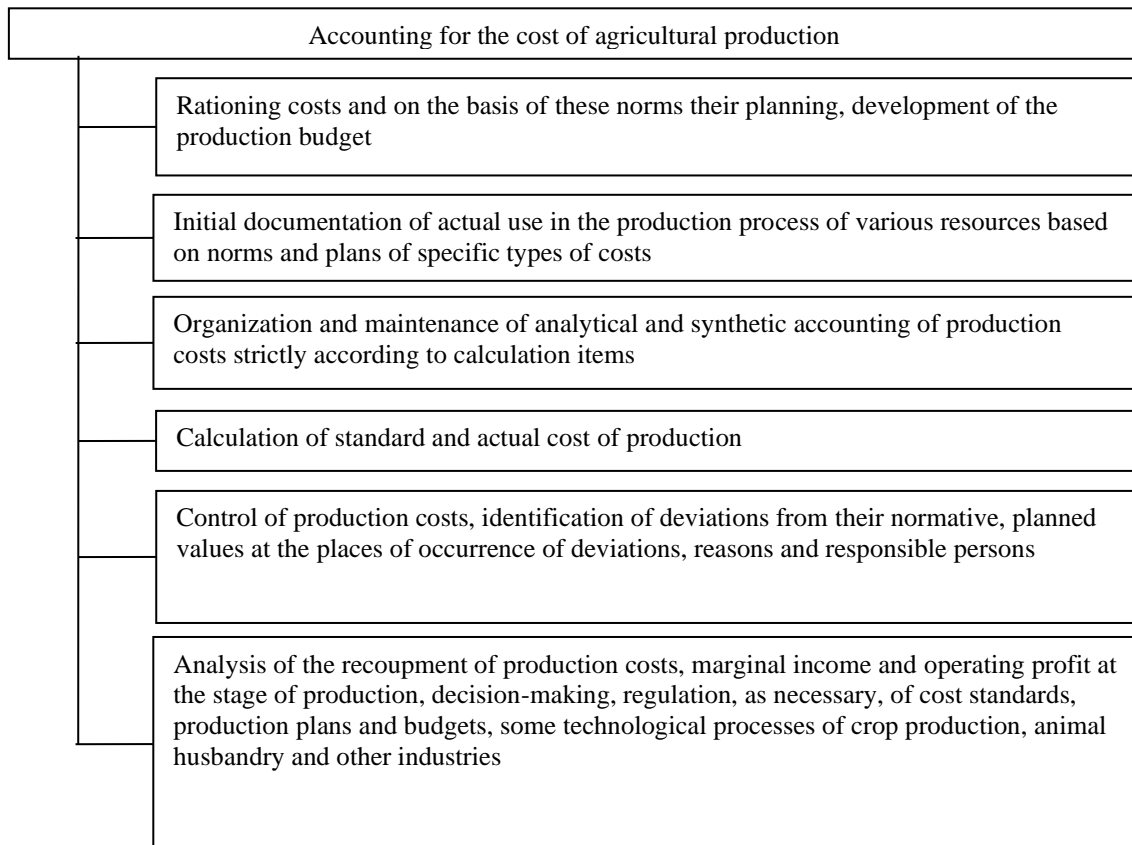 Accounting for the cost of agricultural production
Rationing costs and on the basis of these norms their planning, development of the
production budget
Initial documentation of actual use in the production process of various resources based
on norms and plans of specific types of costs
Organization and maintenance of analytical and synthetic accounting of production
costs strictly according to calculation items
Calculation of standard and actual cost of production
Control of production costs, identification of deviations from their normative, planned
values at the places of occurrence of deviations, reasons and responsible persons
Analysis of the recoupment of production costs, marginal income and operating profit at
the stage of production, decision-making, regulation, as necessary, of cost standards,
production plans and budgets, some technological processes of crop production, animal
husbandry and other industries